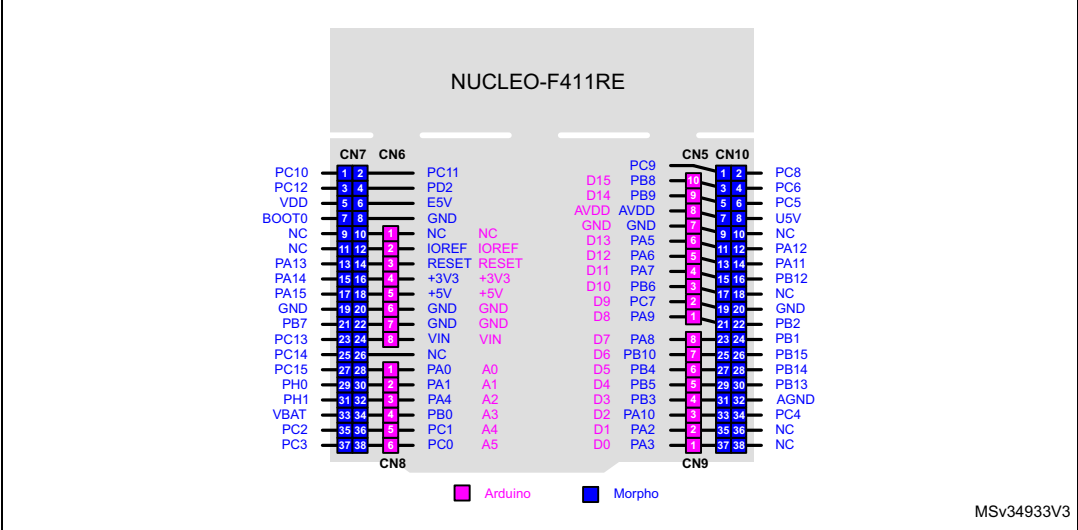 NUCLEO-F411RE
CN7 CN6 CN5 CN10
PC9
PC10 1 2 PC11 1 2 PC8
PC12 3 4 PD2 D15 PB8 10 3 4 PC6
VDD 5 6 E5V D14 PB9 9 5 6 PC5
BOOT0 7 8 GND AVDD AVDD 8 7 8 U5V
NC 9 10 1 NC NC GND GND 7 9 10 NC
NC 11 12 2 IOREF IOREF D13 PA5 6 11 12 PA12
PA13 13 14 3 RESET RESET D12 PA6 5 13 14 PA11
PA14 15 16 4 +3V3 +3V3 D11 PA7 4 15 16 PB12
PA15 17 18 5 +5V +5V D10 PB6 3 17 18 NC
GND 19 20 6 GND GND D9 PC7 2 19 20 GND
PB7 21 22 7 GND GND D8 PA9 1 21 22 PB2
PC13 23 24 8 VIN VIN D7 PA8 8 23 24 PB1
PC14 25 26 NC D6 PB10 7 25 26 PB15
PC15 27 28 1 PA0 A0 D5 PB4 6 27 28 PB14
PH0 29 30 2 PA1 A1 D4 PB5 5 29 30 PB13
PH1 31 32 3 PA4 A2 D3 PB3 4 31 32 AGND
VBAT 33 34 4 PB0 A3 D2 PA10 3 33 34 PC4
PC2 35 36 5 PC1 A4 D1 PA2 2 35 36 NC
PC3 37 38 6 PC0 A5 D0 PA3 1 37 38 NC
CN8 CN9
Arduino Morpho
MSv34933V3